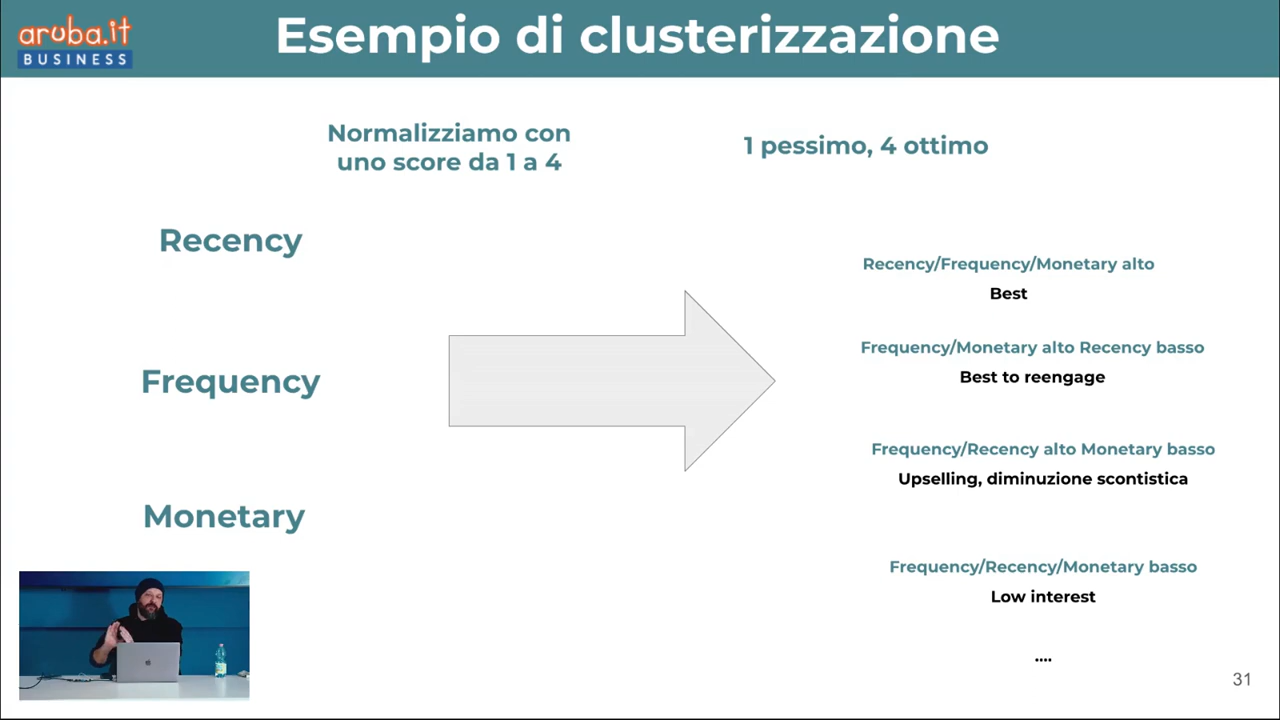 aruba.it
BUSINESS
Esempio di clusterizzazione
Normalizziamo con
uno score da 1 a 4
1 pessimo, 4 ottimo
Recency
Frequency
Monetary
Recency/Frequency/Monetary alto
Best
Frequency/Monetary alto Recency basso
Best to reengage
Frequency/Recency alto Monetary basso
Upselling, diminuzione scontistica
Frequency/Recency/Monetary basso
Low interest
....
31